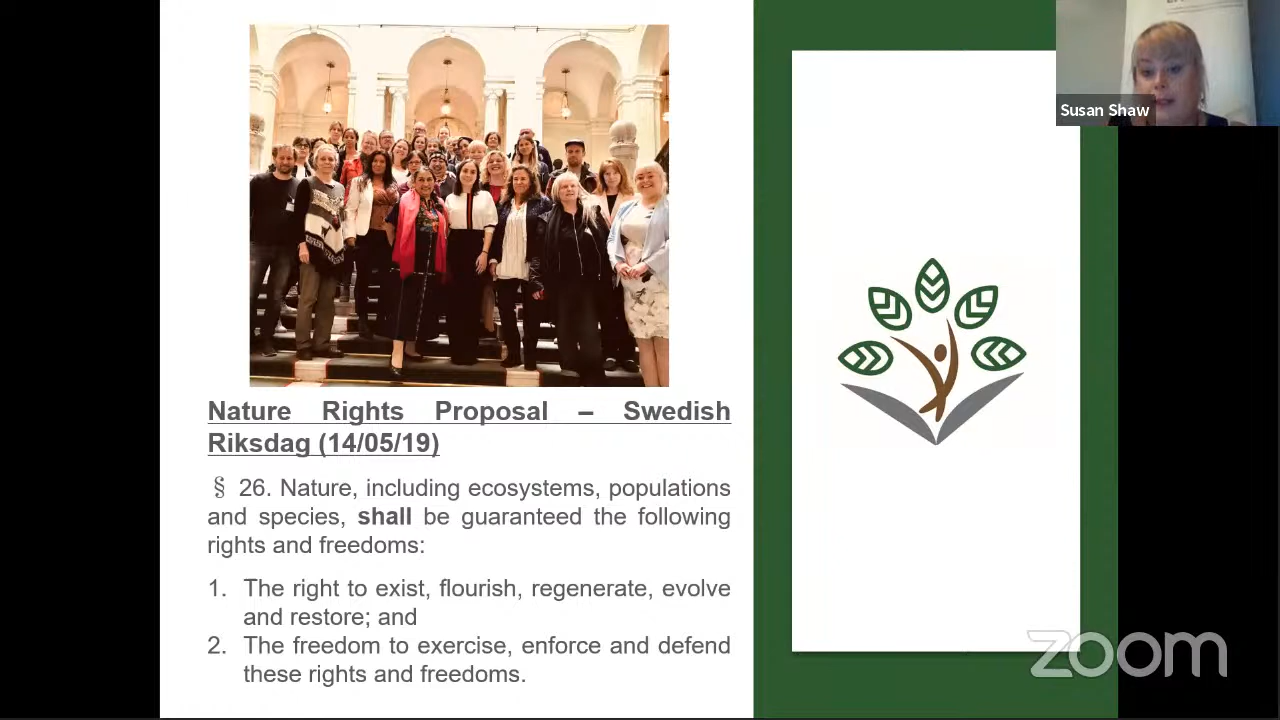 Susan Shaw
Nature Rights Proposal – Swedish
Riksdag (14/05/19)
§ 26. Nature, including ecosystems, populations
and species, shall be guaranteed the following
rights and freedoms:
1. The right to exist, flourish, regenerate, evolve
and restore; and
2. The freedom to exercise, enforce and defend
these rights and freedoms.
zoom